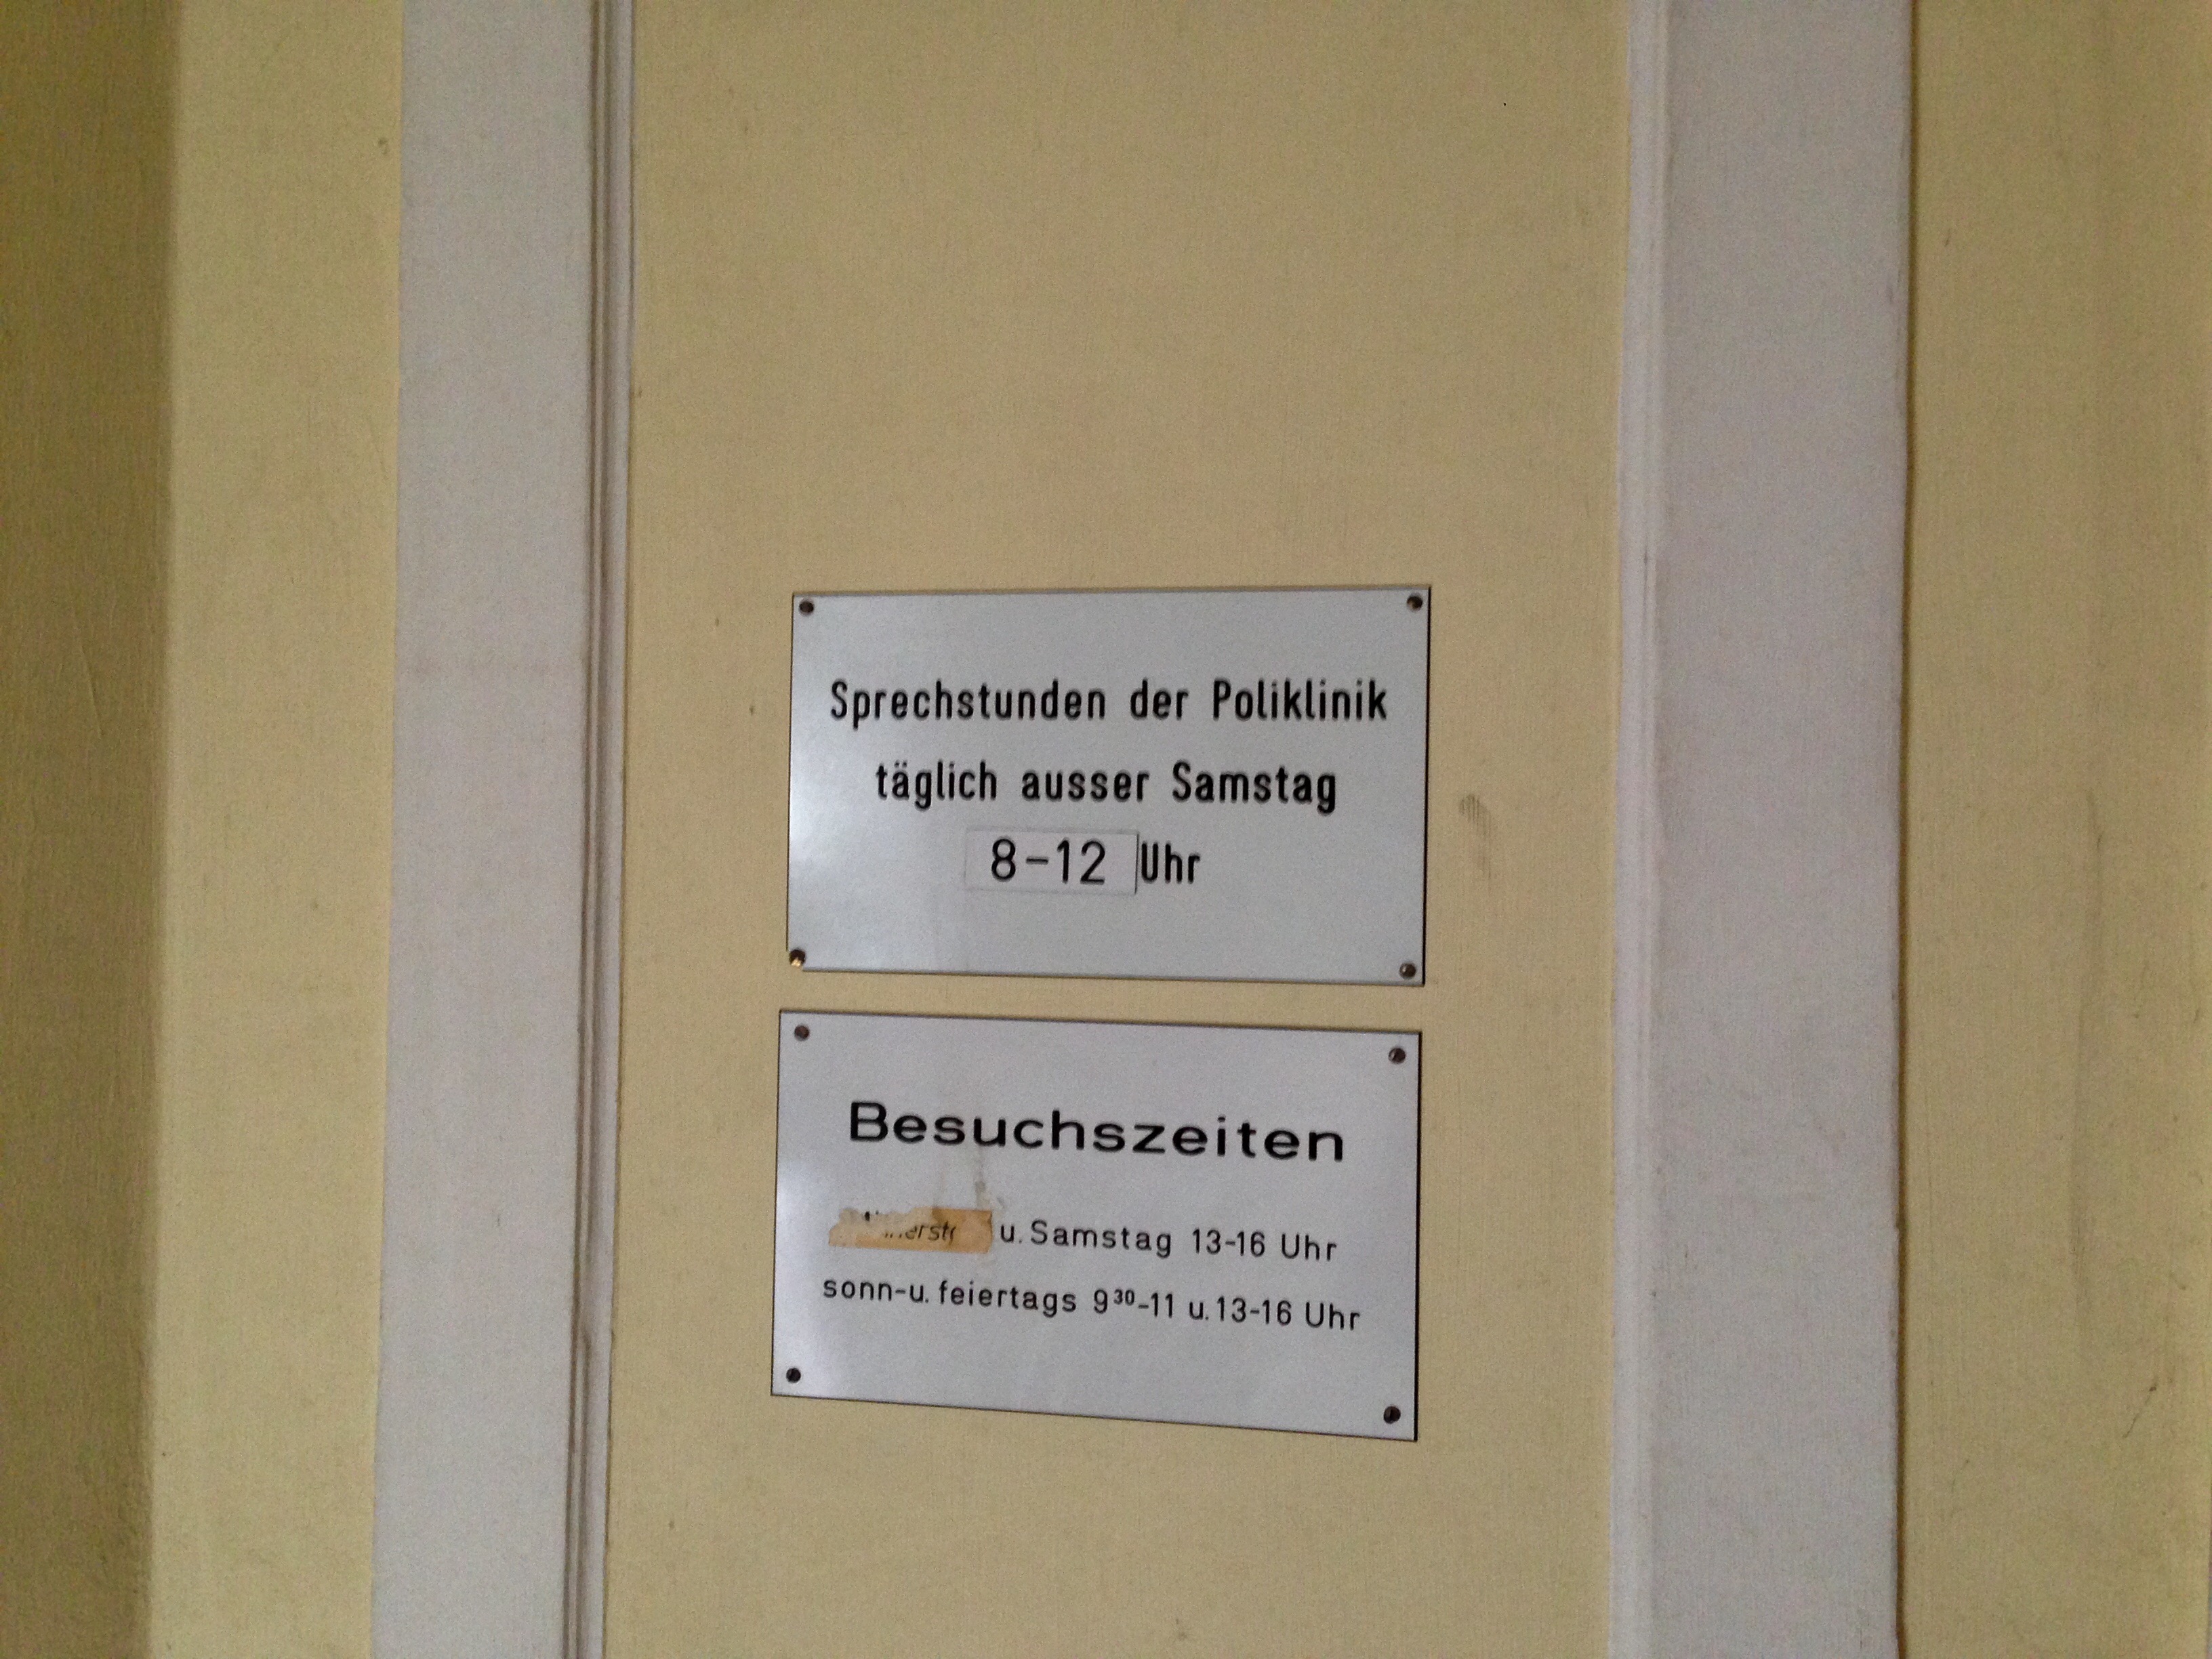 Sprechstunden der Poliklinik
täglich ausser Samstag
8-12 Uhr
Besuchszeiten
u. Samstag 13-16 Uhr
sonn-u. feiertags 9³⁰-11 u. 13-16 Uhr